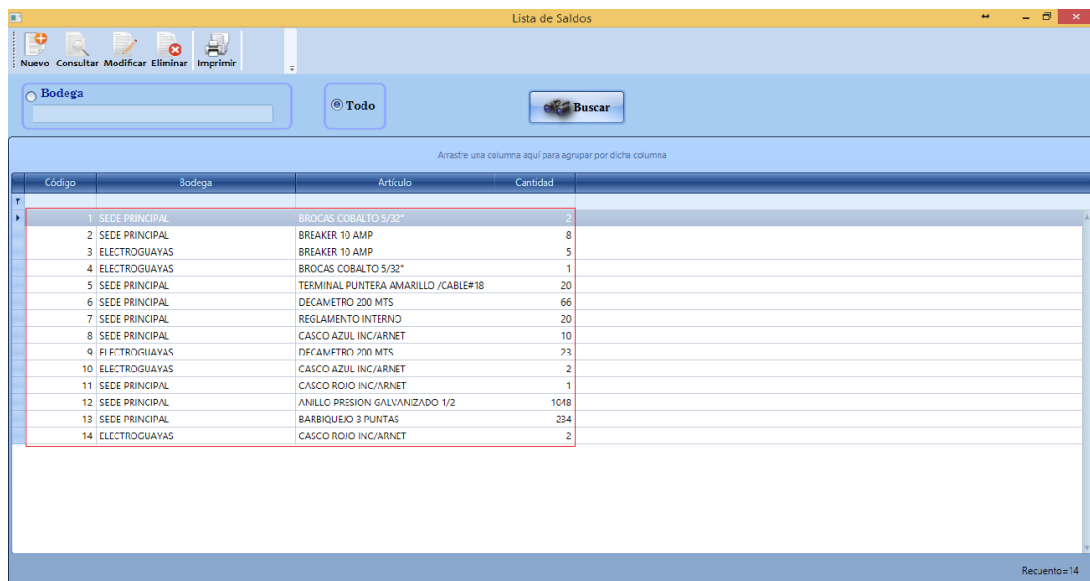 Lista de Saldos
Nuevo Consultar Modificar Eliminar Imprimir
Bodega
Todo
Buscar
Arrastre una columna aquí para agrupar por dicha columna
Código Bodega Artículo Cantidad
1 SEDE PRINCIPAL BROCAS COBALTO 5/32" 2
2 SEDE PRINCIPAL BREAKER 10 AMP 8
3 ELECTROGUAYAS BREAKER 10 AMP 5
4 ELECTROGUAYAS BROCAS COBALTO 5/32" 1
5 SEDE PRINCIPAL TERMINAL PUNTERA AMARILLO /CABLE#18 20
6 SEDE PRINCIPAL DECAMETRO 200 MTS 66
7 SEDE PRINCIPAL REGLAMENTO INTERNO 20
8 SEDE PRINCIPAL CASCO AZUL INC/ARNET 10
9 ELECTROGUAYAS DECAMETRO 200 MTS 23
10 ELECTROGUAYAS CASCO AZUL INC/ARNET 2
11 SEDE PRINCIPAL CASCO ROJO INC/ARNET 1
12 SEDE PRINCIPAL ANILLO PRESION GALVANIZADO 1/2 1048
13 SEDE PRINCIPAL BARBIQUEJO 3 PUNTAS 234
14 ELECTROGUAYAS CASCO ROJO INC/ARNET 2
Recuento=14